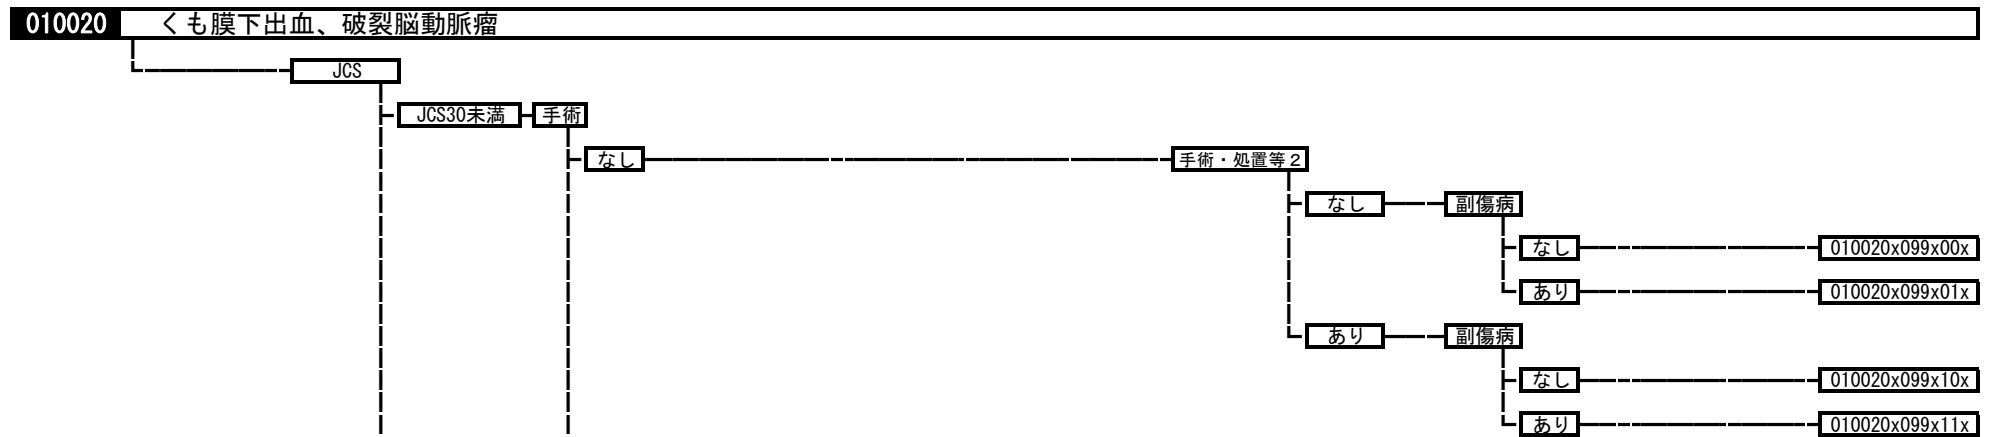 010020 くも膜下出血、破裂脳動脈瘤
JCS
JCS30未満 手術
なし 手術・処置等２
なし 副傷病
なし 010020x099x00x
あり 010020x099x01x
あり 副傷病
なし 010020x099x10x
あり 010020x099x11x